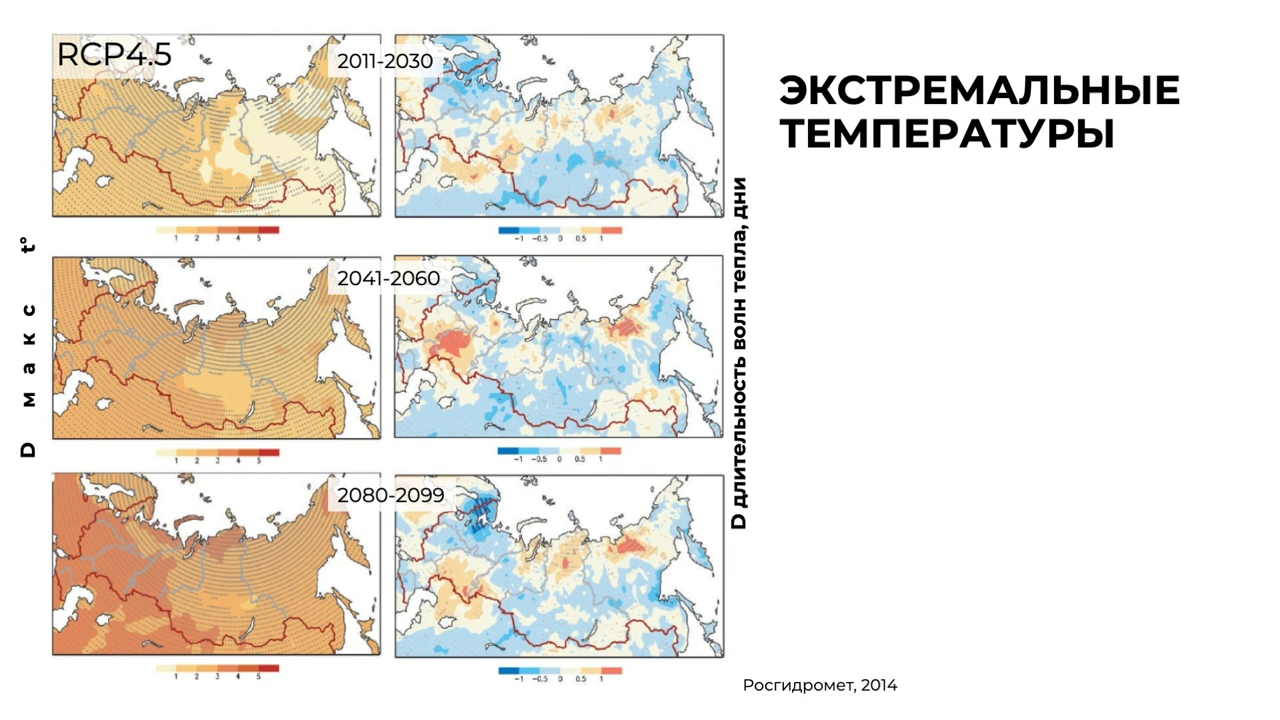 RCP4.5
2011-2030
ЭКСТРЕМАЛЬНЫЕ
ТЕМПЕРАТУРЫ
1 2 3 4 5
−1 −0.5 0 0.5 1
D макс t°
2041-2060
D длительность волн тепла, дни
1 2 3 4 5
−1 −0.5 0 0.5 1
2080-2099
1 2 3 4 5
−1 −0.5 0 0.5 1
Росгидромет, 2014